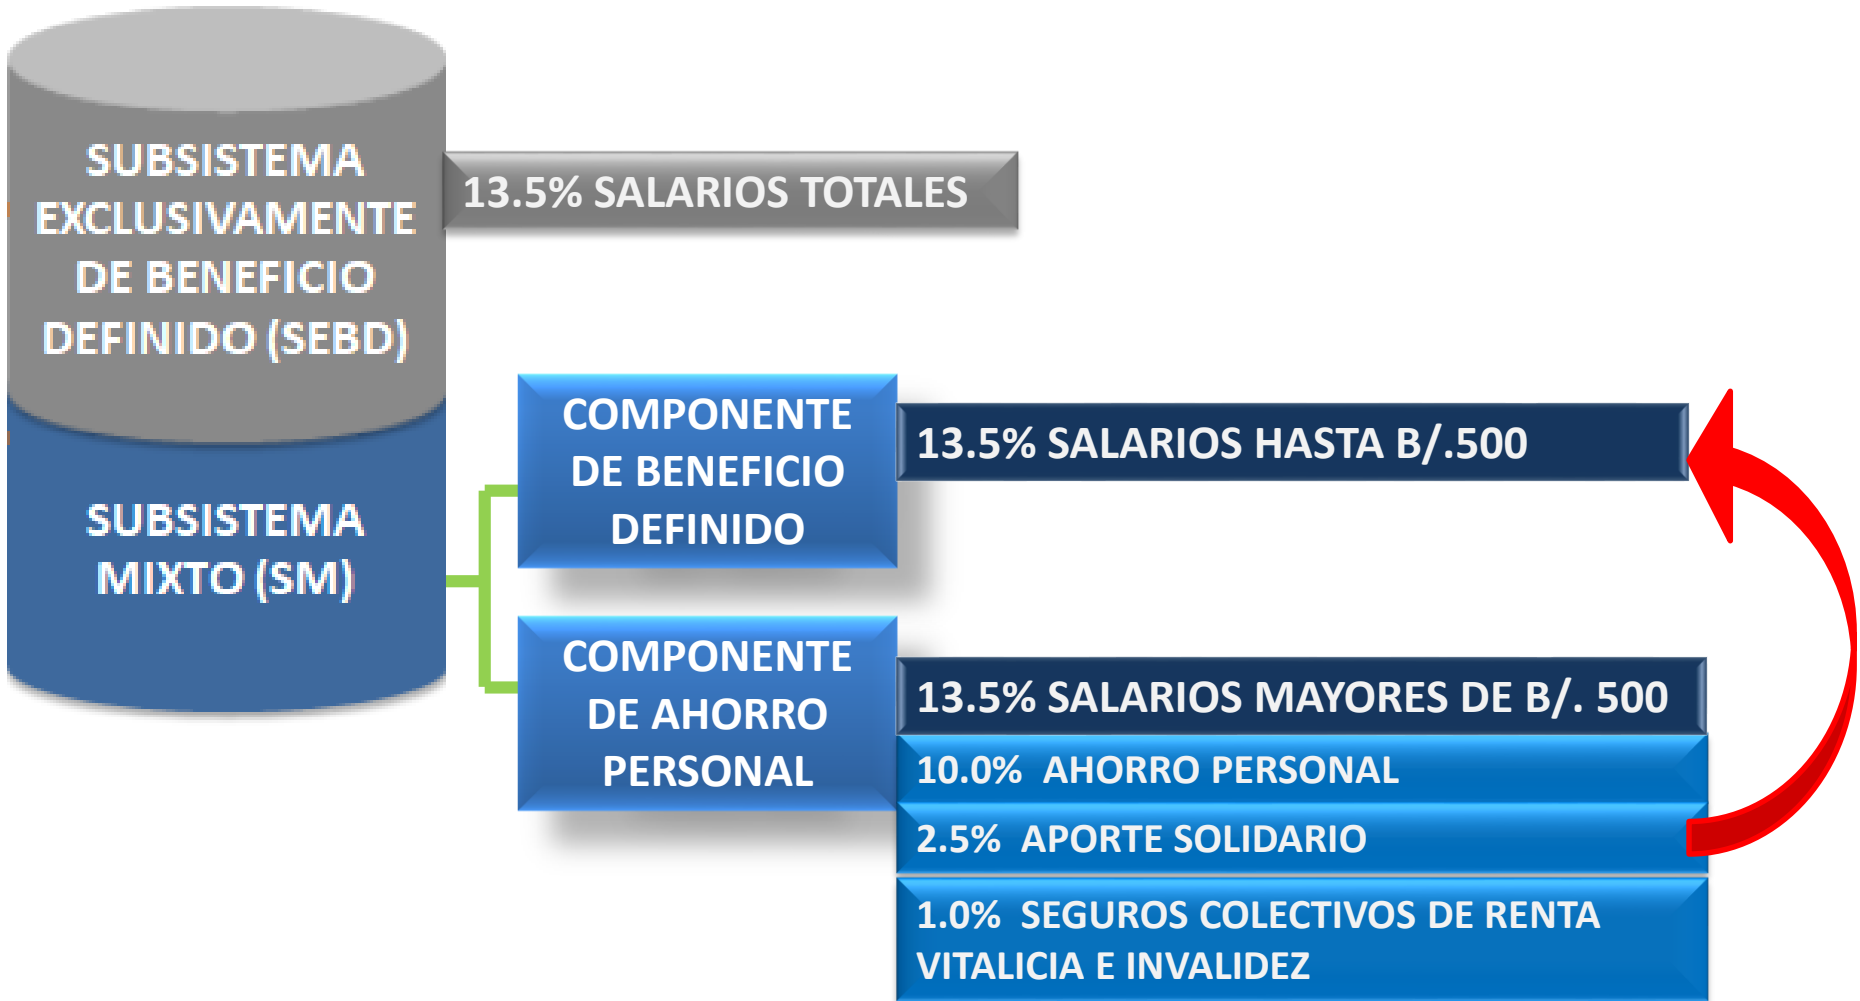 SUBSISTEMA
EXCLUSIVAMENTE
DE BENEFICIO
DEFINIDO (SEBD)
13.5% SALARIOS TOTALES
SUBSISTEMA
MIXTO (SM)
COMPONENTE
DE BENEFICIO
DEFINIDO
13.5% SALARIOS HASTA B/.500
COMPONENTE
DE AHORRO
PERSONAL
13.5% SALARIOS MAYORES DE B/. 500
10.0% AHORRO PERSONAL
2.5% APORTE SOLIDARIO
1.0% SEGUROS COLECTIVOS DE RENTA
VITALICIA E INVALIDEZ